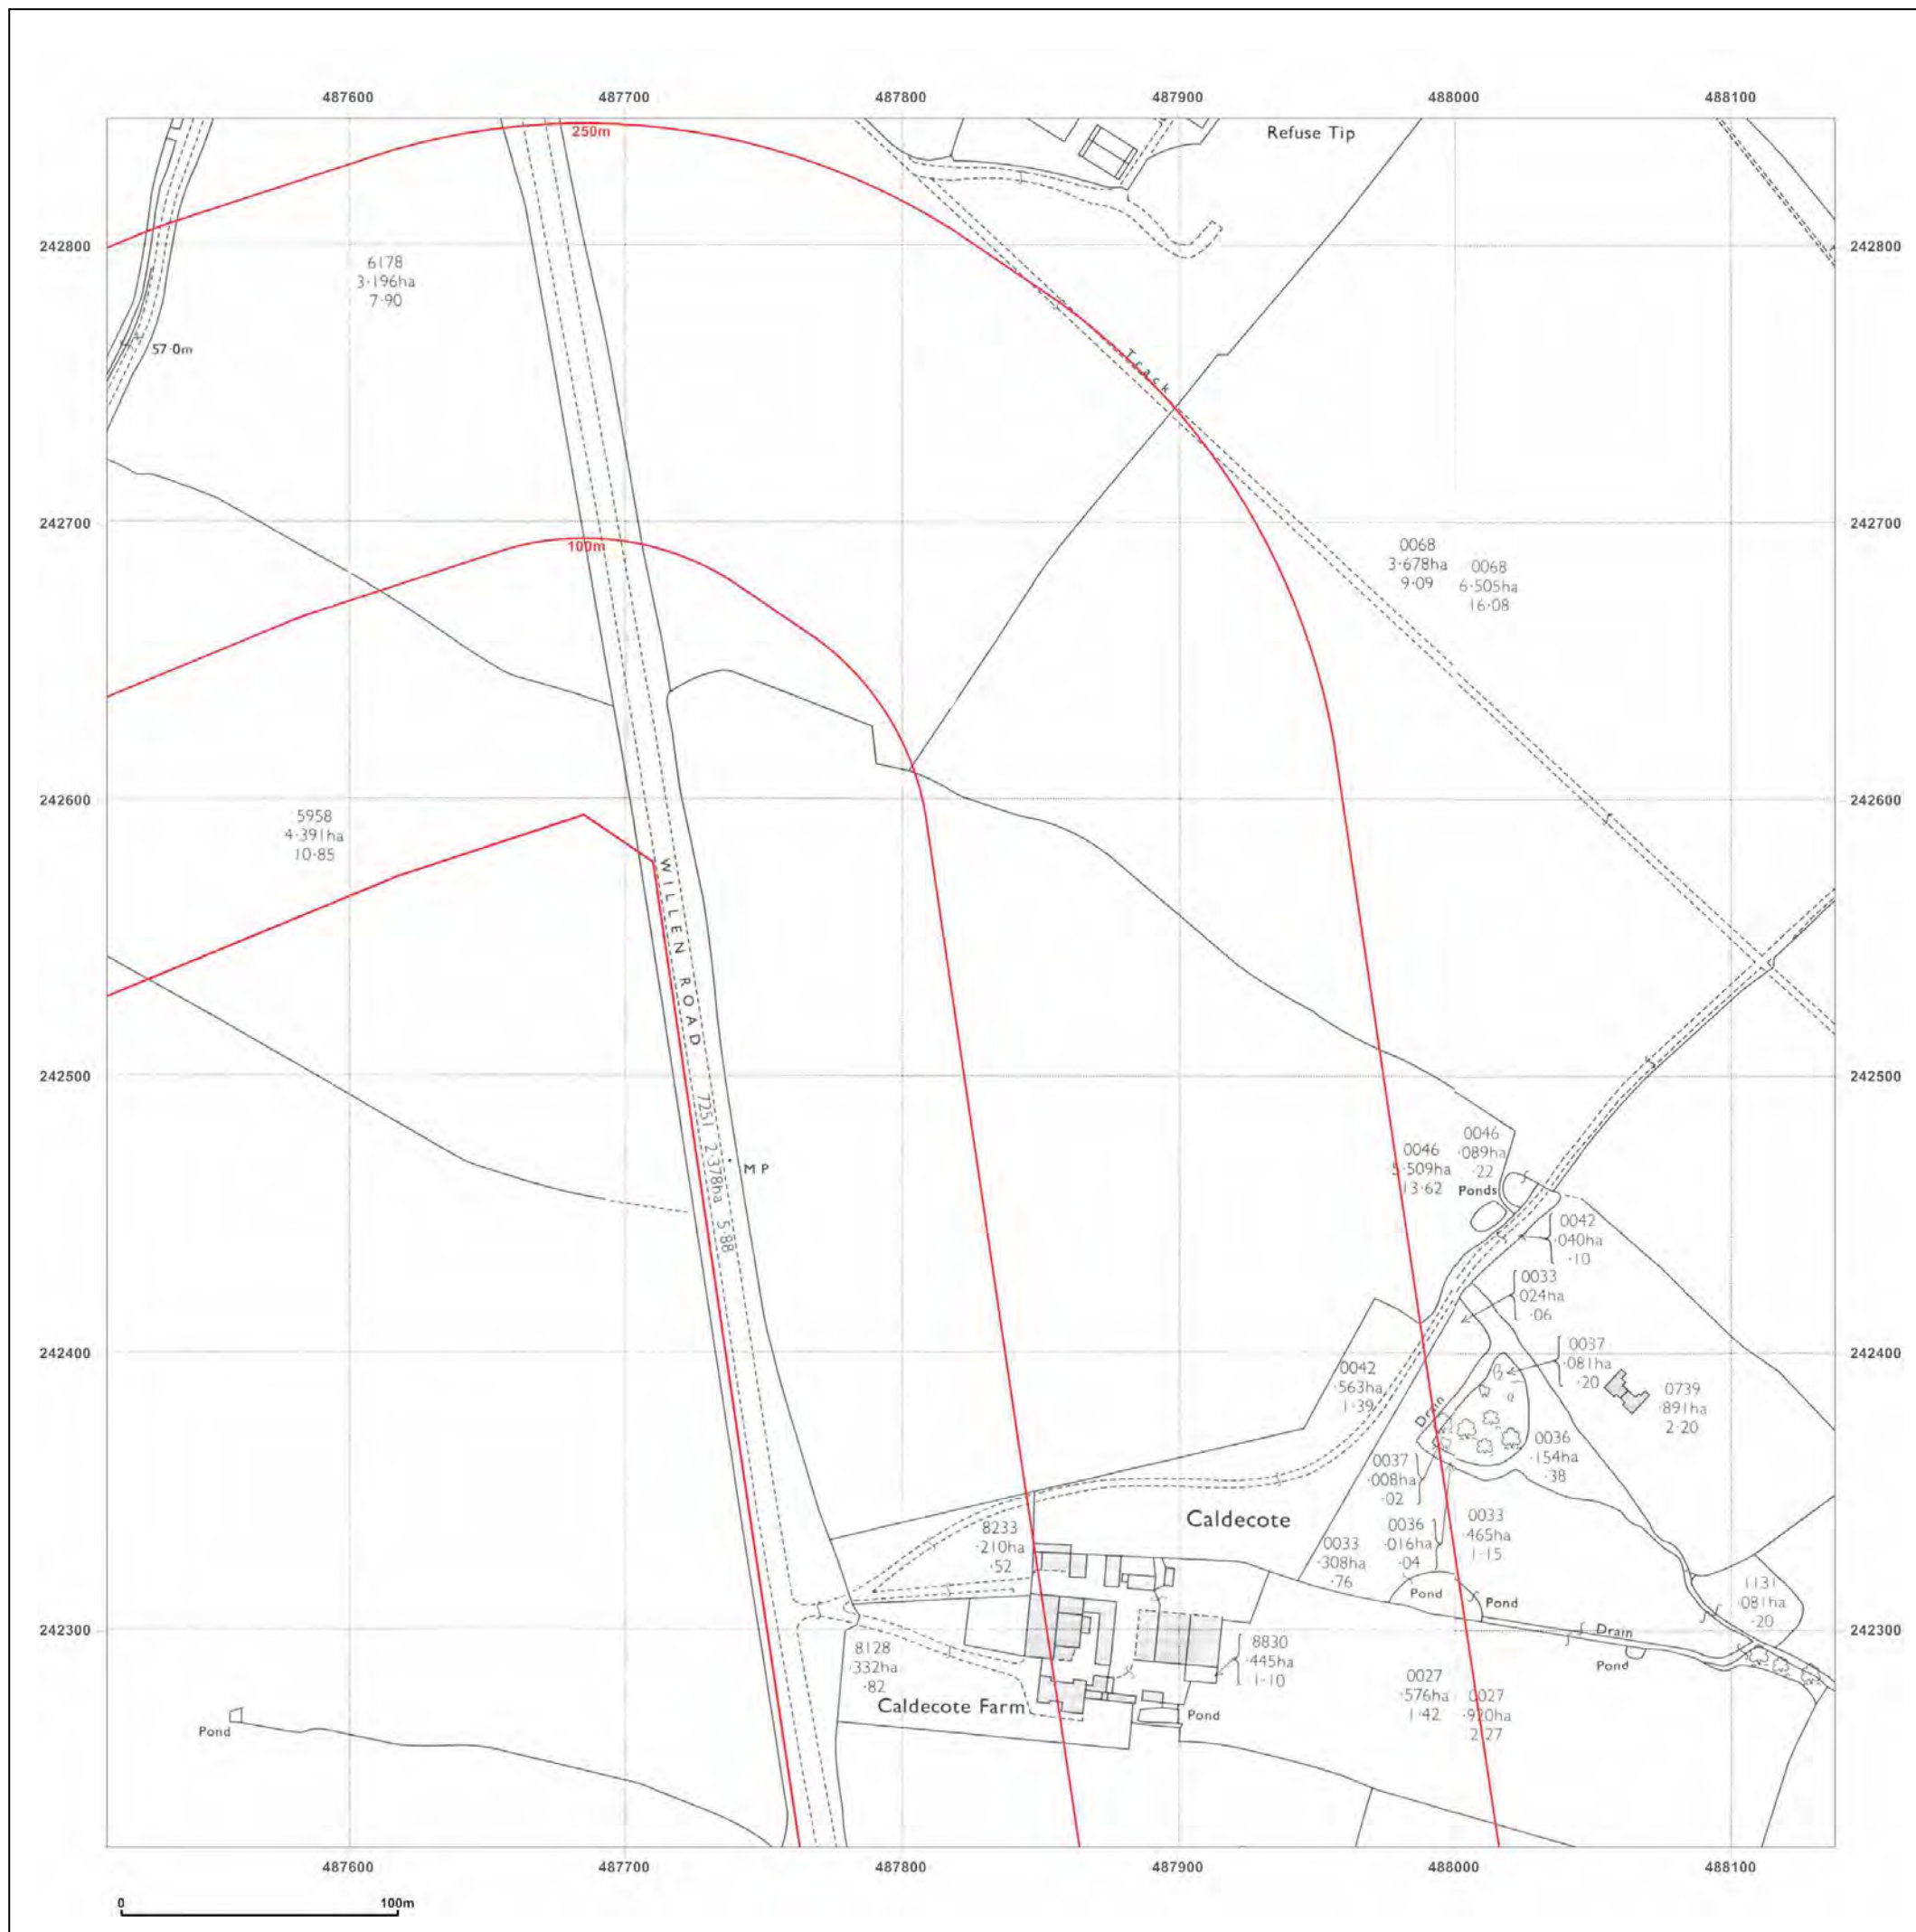 487600 487700 487800 487900 488000 488100
Refuse Tip
250m
242800 242800
6178
3·196ha
7·90
57·0m
Track
242700 242700
100m
0068
3·678ha
9·09
0068
6·505ha
16·08
242600 242600
5958
4·391ha
10·85
WILLEN ROAD
242500 242500
7251 2·378ha 5·88
MP
0046
5·509ha
13·62
0046
·089ha
·22
Ponds
0042
·040ha
·10
0033
024ha
·06
242400 242400
0037
·081ha
·20
0042
·563ha
1·39
Drain
0739
·891ha
2·20
0036
·154ha
·38
0037
·008ha
·02
Caldecote
8233
·210ha
·52
0036
·016ha
·04
0033
·465ha
1·15
0033
·308ha
·76
Pond
Pond
1131
·081ha
·20
242300 242300
Drain
Pond
8128
·332ha
·82
8830
·445ha
1·10
0027
·576ha
1·42
0027
·920ha
2·27
Caldecote Farm
Pond
Pond
487600 487700 487800 487900 488000 488100
0 100m